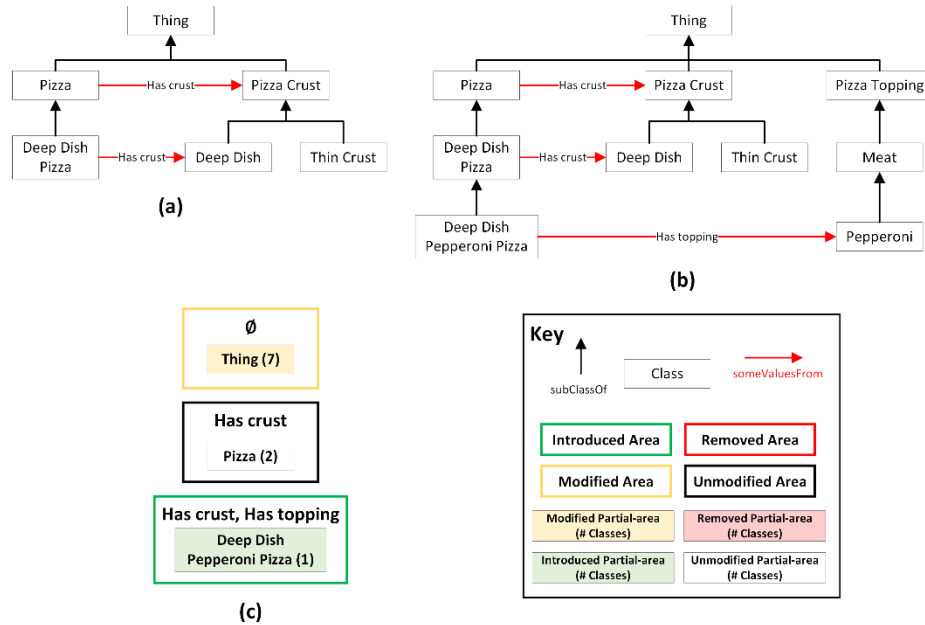 Thing
Pizza
Has crust
Pizza Crust
Deep Dish
Pizza
Has crust
Deep Dish
Thin Crust
(a)
Thing
Pizza
Has crust
Pizza Crust
Pizza Topping
Deep Dish
Pizza
Has crust
Deep Dish
Thin Crust
Meat
Deep Dish
Pepperoni Pizza
Has topping
Pepperoni
(b)
Ø
Thing (7)
Has crust
Pizza (2)
Has crust, Has topping
Deep Dish
Pepperoni Pizza (1)
(c)
Key
subClassOf
Class
someValuesFrom
Introduced Area
Removed Area
Modified Area
Unmodified Area
Modified Partial-area
(# Classes)
Removed Partial-area
(# Classes)
Introduced Partial-area
(# Classes)
Unmodified Partial-area
(# Classes)